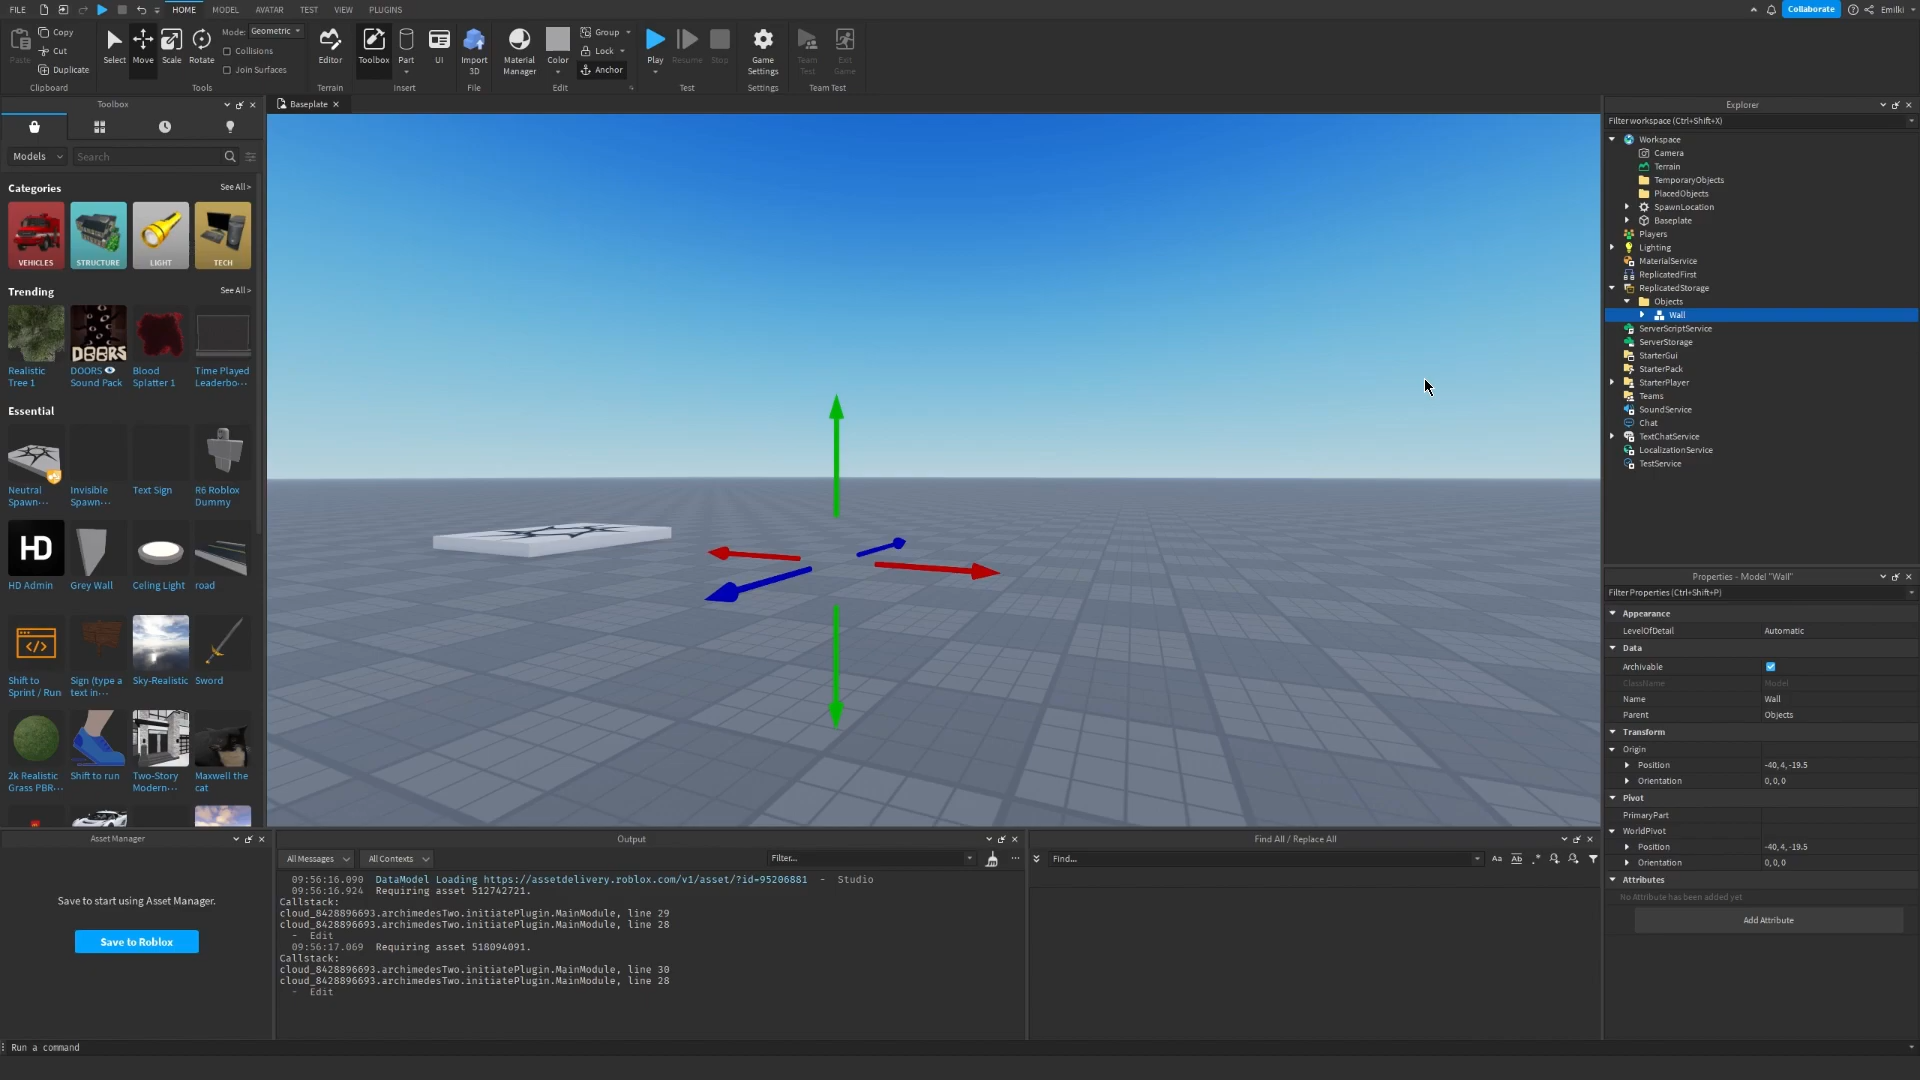 FILE HOME MODEL AVATAR TEST VIEW PLUGINS Collaborate Emilki
Paste Copy Cut Duplicate
Clipboard
Select Move Scale Rotate
Mode: Geometric
Collisions
Join Surfaces
Tools
Editor
Terrain
Toolbox Part UI
Insert
Import 3D
File
Material Manager Color Group Lock Anchor
Edit
Play Resume Stop
Test
Game Settings
Settings
Team Test Exit Game
Team Test
Toolbox
Models Search
Categories See All >
VEHICLES STRUCTURE LIGHT TECH
Trending See All >
DOORS
Realistic Tree 1
DOORS Sound Pack
Blood Splatter 1
Time Played Leaderbo...
Essential
Neutral Spawn...
Invisible Spawn...
Text Sign
R6 Roblox Dummy
HD
HD Admin Grey Wall Celing Light road
Shift to Sprint / Run
Sign (type a text in...
Sky-Realistic
Sword
2k Realistic Grass PBR...
Shift to run
Two-Story Modern...
Maxwell the cat
Baseplate
Explorer
Filter workspace (Ctrl+Shift+X)
Workspace
Camera
Terrain
TemporaryObjects
PlacedObjects
SpawnLocation
Baseplate
Players
Lighting
MaterialService
ReplicatedFirst
ReplicatedStorage
Objects
Wall
ServerScriptService
ServerStorage
StarterGui
StarterPack
StarterPlayer
Teams
SoundService
Chat
TextChatService
LocalizationService
TestService
Properties - Model "Wall"
Filter Properties (Ctrl+Shift+P)
Appearance
LevelOfDetail Automatic
Data
Archivable
ClassName Model
Name Wall
Parent Objects
Transform
Origin
Position -40, 4, -19.5
Orientation 0, 0, 0
Pivot
PrimaryPart
WorldPivot
Position -40, 4, -19.5
Orientation 0, 0, 0
Attributes
No Attribute has been added yet
Add Attribute
Asset Manager
Save to start using Asset Manager.
Save to Roblox
Output
All Messages All Contexts Filter...
09:56:16.090 DataModel Loading https://assetdelivery.roblox.com/v1/asset/?id=95206881 - Studio
09:56:16.924 Requiring asset 512742721.
Callstack:
cloud_8428896693.archimedesTwo.initiatePlugin.MainModule, line 29
cloud_8428896693.archimedesTwo.initiatePlugin.MainModule, line 28
- Edit
09:56:17.069 Requiring asset 518094091.
Callstack:
cloud_8428896693.archimedesTwo.initiatePlugin.MainModule, line 30
cloud_8428896693.archimedesTwo.initiatePlugin.MainModule, line 28
- Edit
Find All / Replace All
Find... Aa Ab .*
Run a command